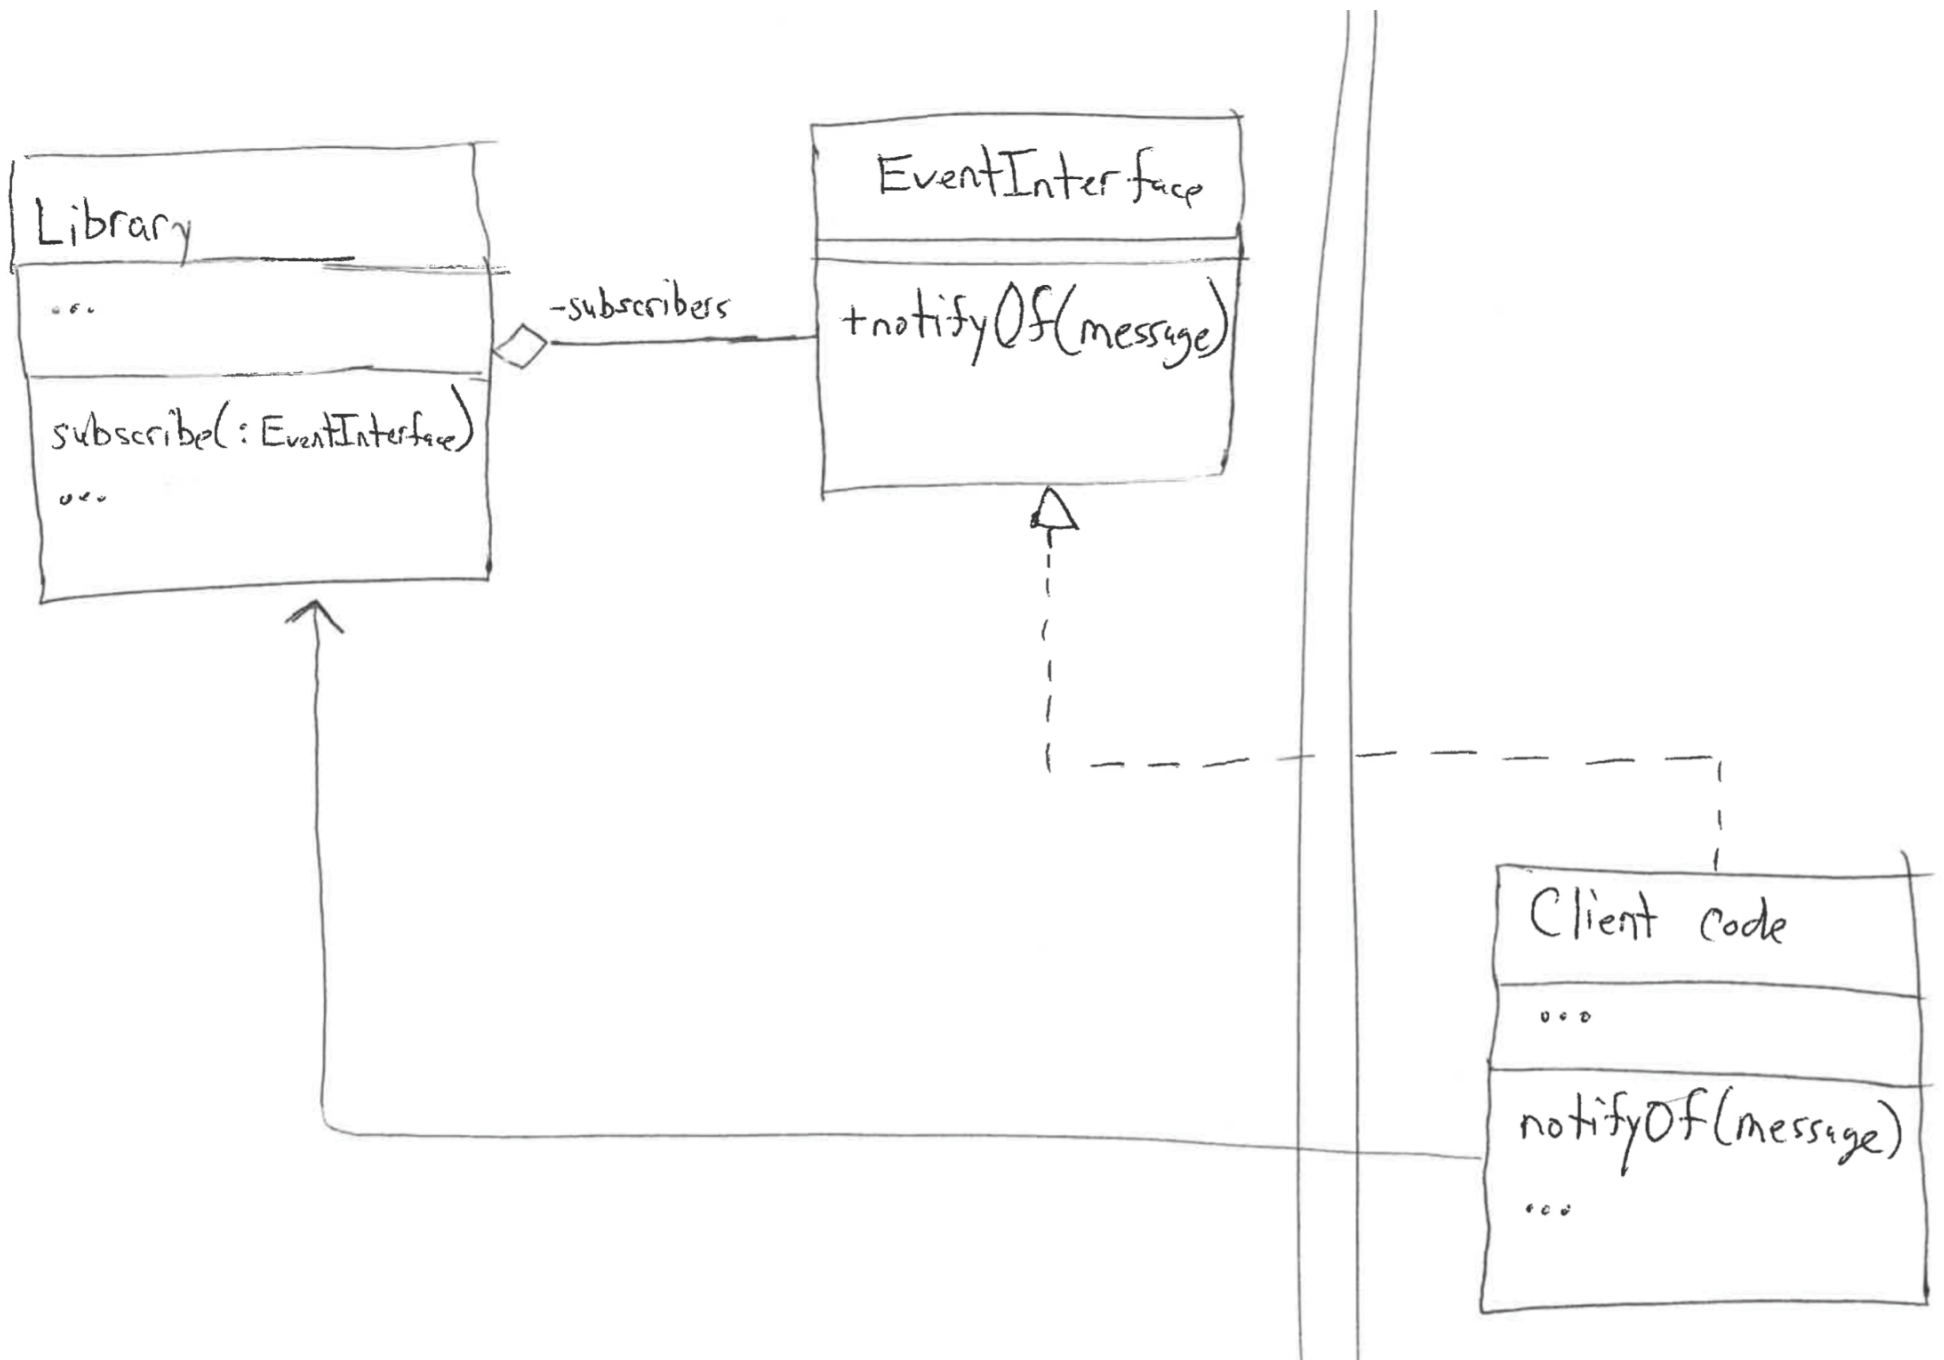 Library
...
subscribe(: EventInterface)
...
-subscribers
EventInterface
+notifyOf(message)
Client code
...
notifyOf(message)
...